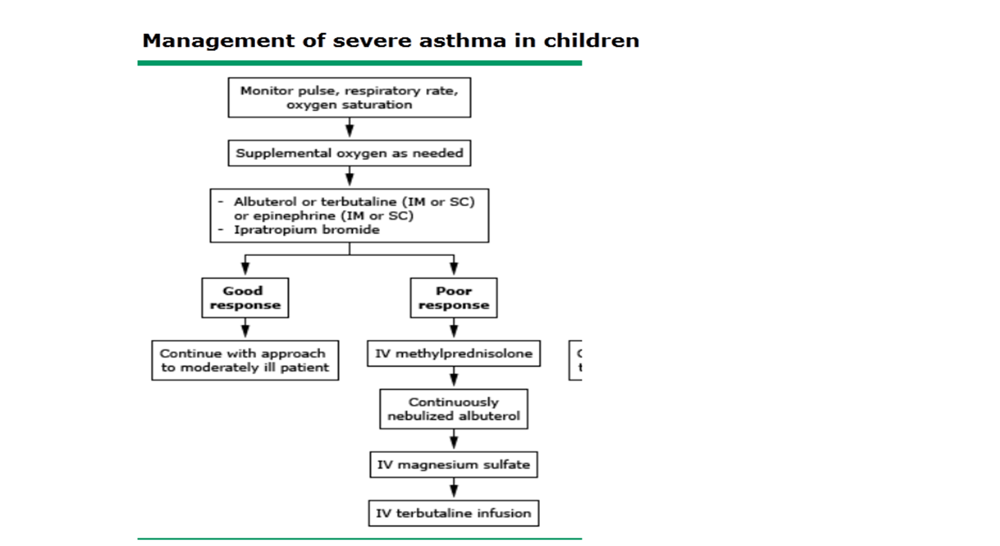 Management of severe asthma in children
Monitor pulse, respiratory rate,
oxygen saturation
Supplemental oxygen as needed
- Albuterol or terbutaline (IM or SC)
or epinephrine (IM or SC)
- Ipratropium bromide
Good
response
Poor
response
Continue with approach
to moderately ill patient
IV methylprednisolone
Continuously
nebulized albuterol
IV magnesium sulfate
IV terbutaline infusion